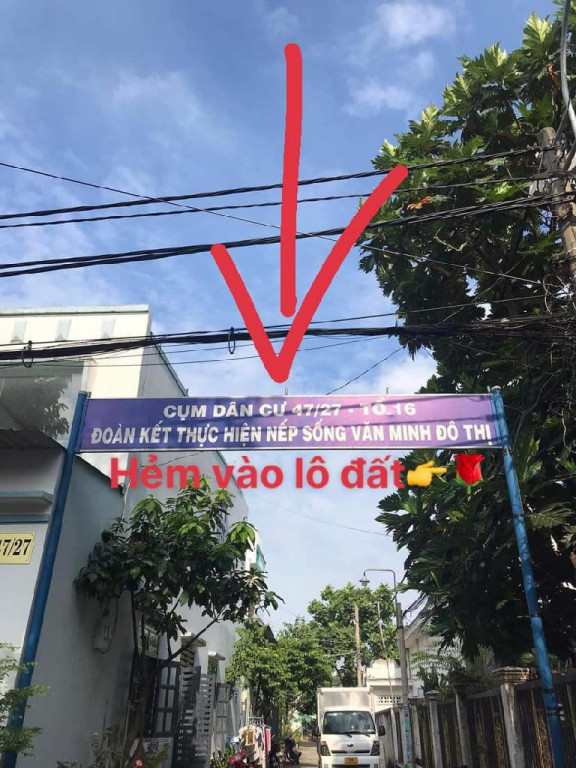 CỤM DÂN CƯ 47/27 - TỔ.16
ĐOÀN KẾT THỰC HIỆN NẾP SỐNG VĂN MINH ĐÔ THỊ
Hẻm vào lô đất👉🌹
47/27